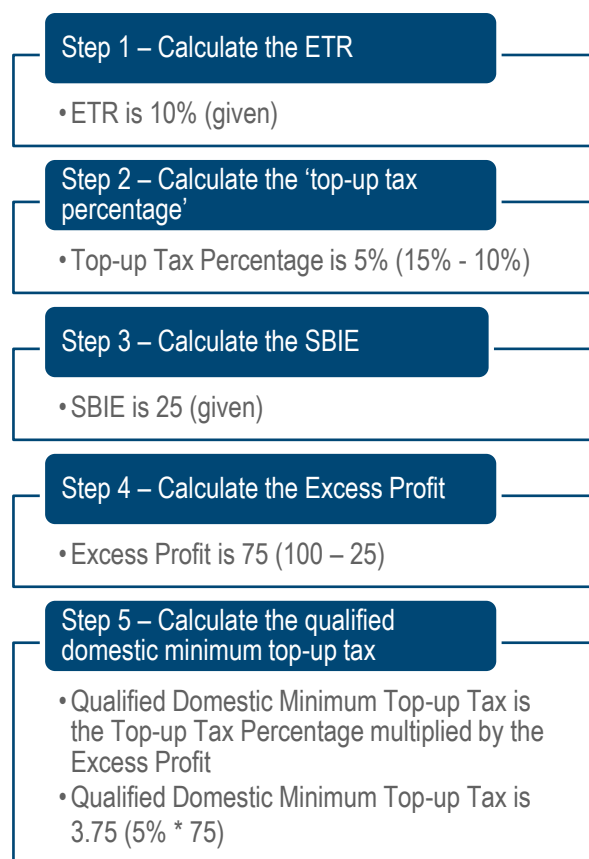 Step 1 – Calculate the ETR
• ETR is 10% (given)
Step 2 – Calculate the ‘top-up tax
percentage’
• Top-up Tax Percentage is 5% (15% - 10%)
Step 3 – Calculate the SBIE
• SBIE is 25 (given)
Step 4 – Calculate the Excess Profit
• Excess Profit is 75 (100 – 25)
Step 5 – Calculate the qualified
domestic minimum top-up tax
• Qualified Domestic Minimum Top-up Tax is
the Top-up Tax Percentage multiplied by the
Excess Profit
• Qualified Domestic Minimum Top-up Tax is
3.75 (5% * 75)